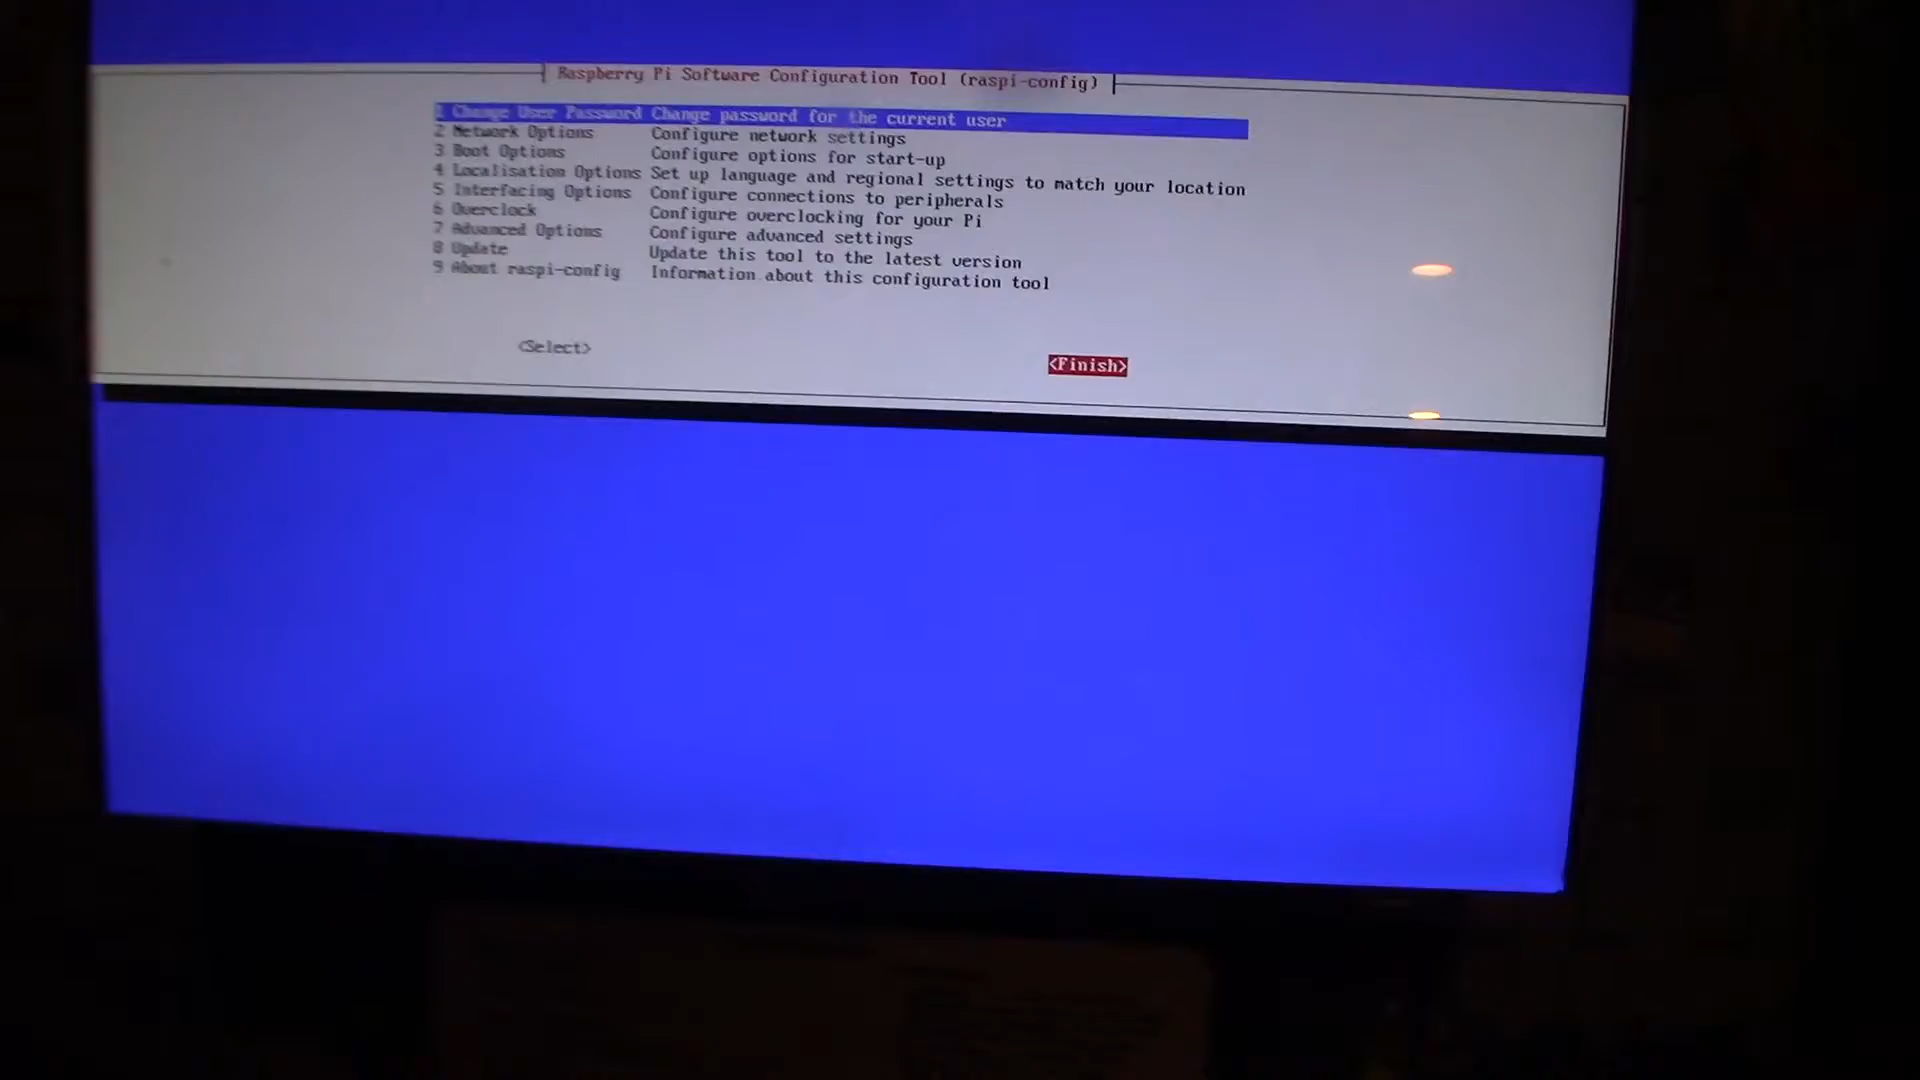 Raspberry Pi Software Configuration Tool (raspi-config)
1 Change User Password Change password for the current user
2 Network Options Configure network settings
3 Boot Options Configure options for start-up
4 Localisation Options Set up language and regional settings to match your location
5 Interfacing Options Configure connections to peripherals
6 Overclock Configure overclocking for your Pi
7 Advanced Options Configure advanced settings
8 Update Update this tool to the latest version
9 About raspi-config Information about this configuration tool
<Select> <Finish>